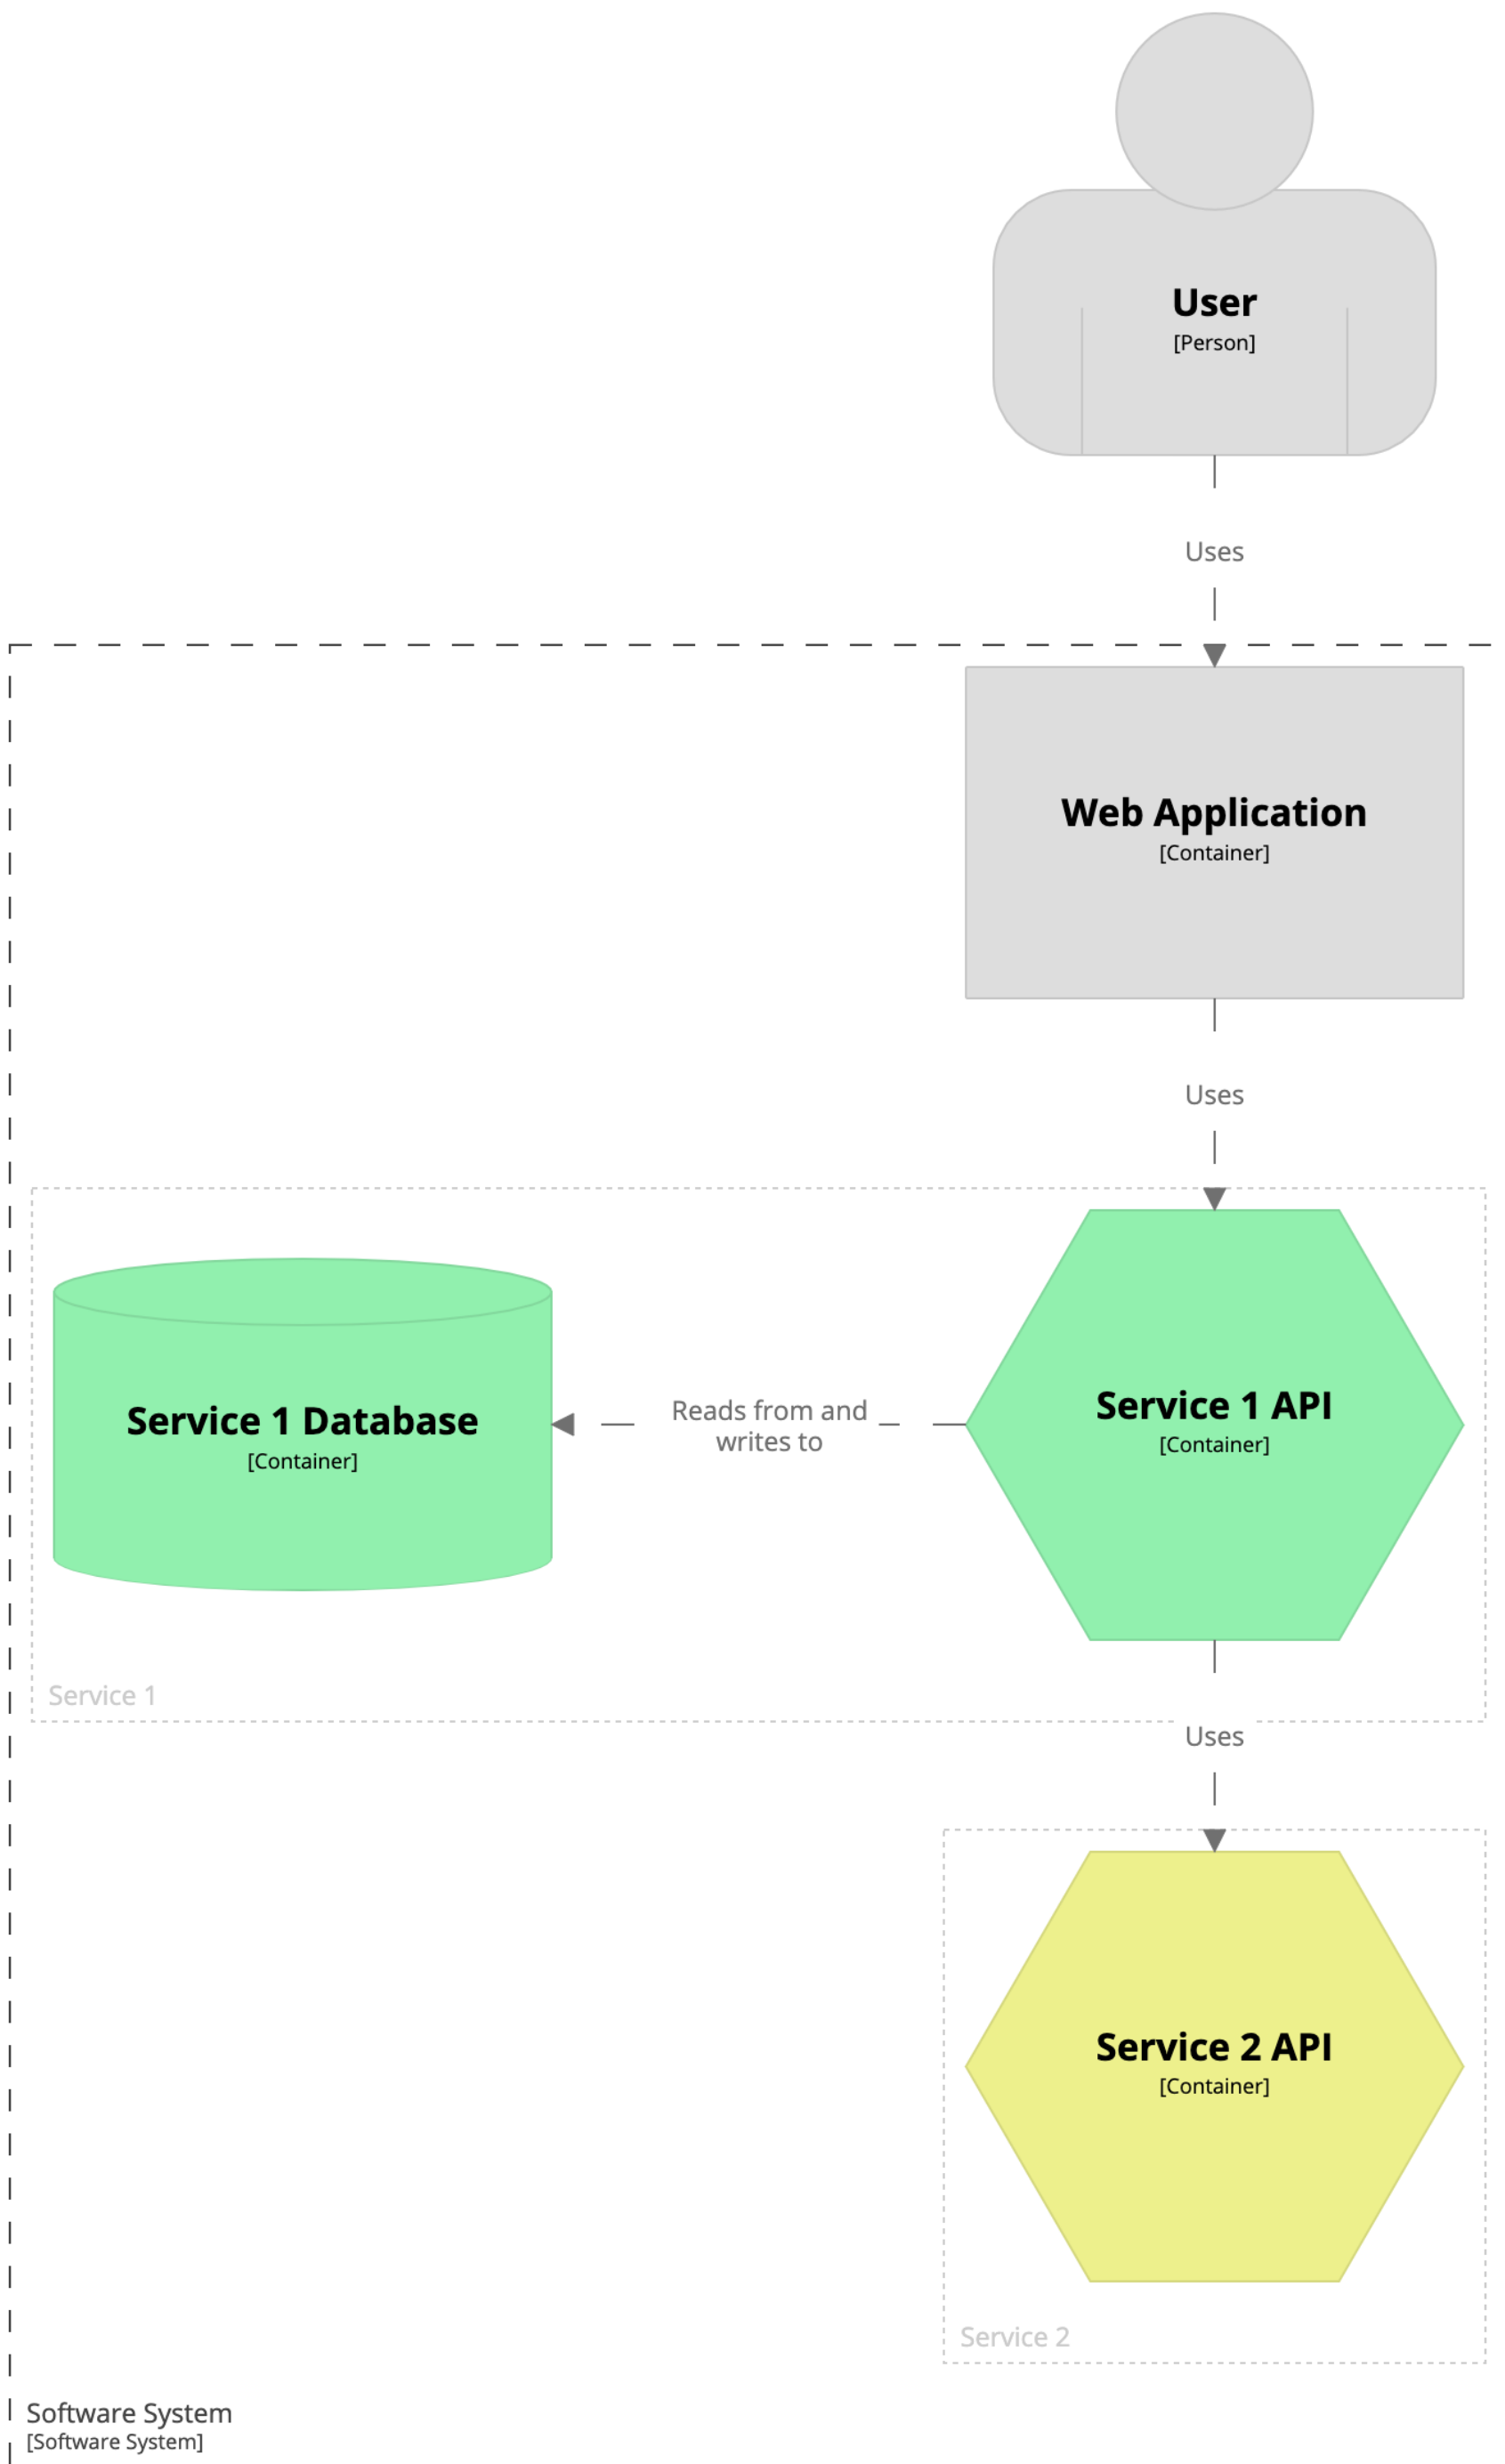 User
[Person]
Uses
Web Application
[Container]
Uses
Service 1 Database
[Container]
Reads from and
writes to
Service 1 API
[Container]
Service 1
Uses
Service 2 API
[Container]
Service 2
Software System
[Software System]